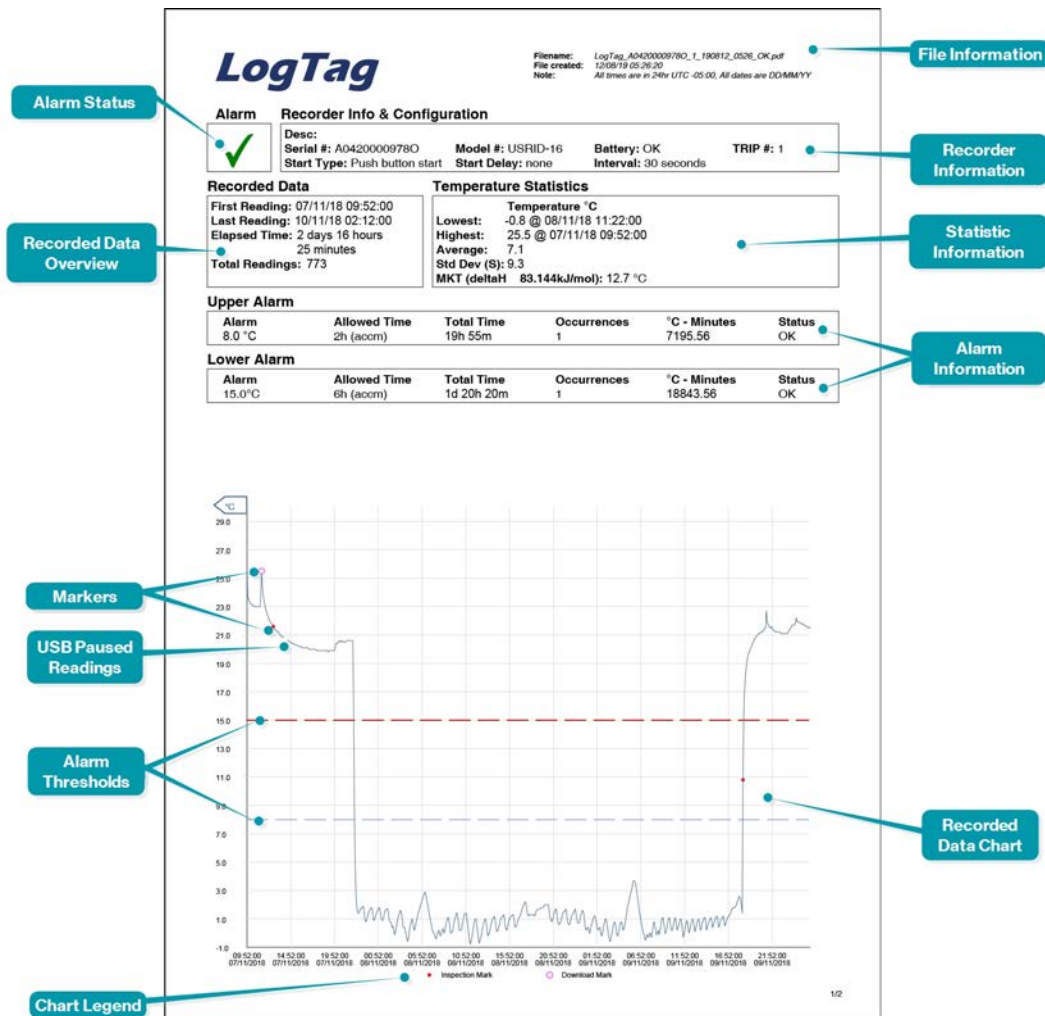 LogTag
Filename: LogTag_A0420000978O_1_190812_0526_OK.pdf
File created: 12/08/19 05:26:20
Note: All times are in 24hr UTC -05:00, All dates are DD/MM/YY
File Information
Alarm Status
Alarm
Recorder Info & Configuration
Desc:
Serial #: A0420000978O Model #: USRID-16 Battery: OK TRIP #: 1
Start Type: Push button start Start Delay: none Interval: 30 seconds
Recorder
Information
Recorded Data
First Reading: 07/11/18 09:52:00
Last Reading: 10/11/18 02:12:00
Elapsed Time: 2 days 16 hours
25 minutes
Total Readings: 773
Recorded Data
Overview
Temperature Statistics
Temperature °C
Lowest: -0.8 @ 08/11/18 11:22:00
Highest: 25.5 @ 07/11/18 09:52:00
Average: 7.1
Std Dev (S): 9.3
MKT (deltaH 83.144kJ/mol): 12.7 °C
Statistic
Information
Upper Alarm
Alarm Allowed Time Total Time Occurrences °C - Minutes Status
8.0 °C 2h (accm) 19h 55m 1 7195.56 OK
Lower Alarm
Alarm Allowed Time Total Time Occurrences °C - Minutes Status
15.0°C 6h (accm) 1d 20h 20m 1 18843.56 OK
Alarm
Information
°C
29.0
27.0
25.0
23.0
21.0
19.0
17.0
15.0
13.0
11.0
9.0
7.0
5.0
3.0
1.0
-1.0
Markers
USB Paused
Readings
Alarm
Thresholds
Recorded
Data Chart
09:52:00 14:52:00 19:52:00 00:52:00 05:52:00 10:52:00 15:52:00 20:52:00 01:52:00 06:52:00 11:52:00 16:52:00 21:52:00
07/11/2018 07/11/2018 07/11/2018 08/11/2018 08/11/2018 08/11/2018 08/11/2018 08/11/2018 09/11/2018 09/11/2018 09/11/2018 09/11/2018 09/11/2018
Inspection Mark Download Mark
Chart Legend
1/2